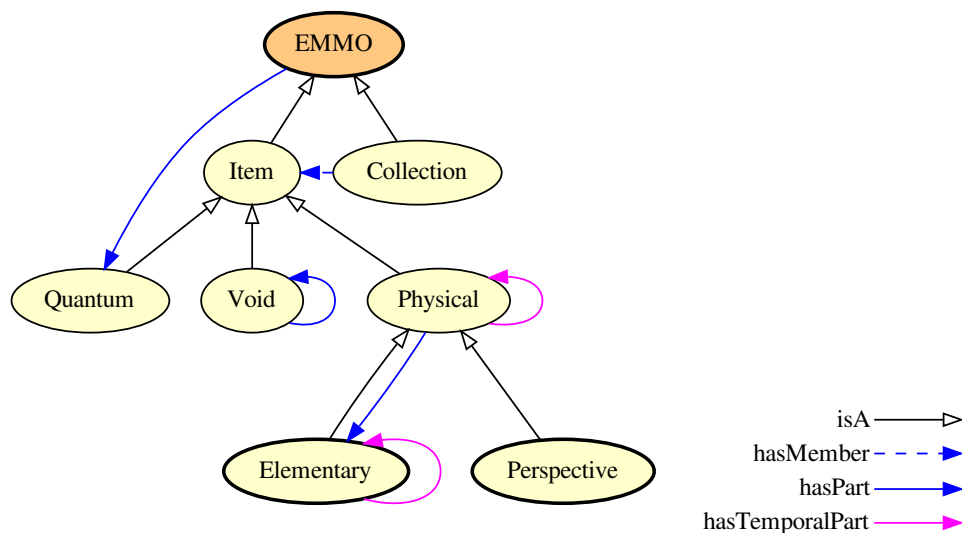 EMMO
Item
Collection
Quantum
Void
Physical
Elementary
Perspective
isA
hasMember
hasPart
hasTemporalPart